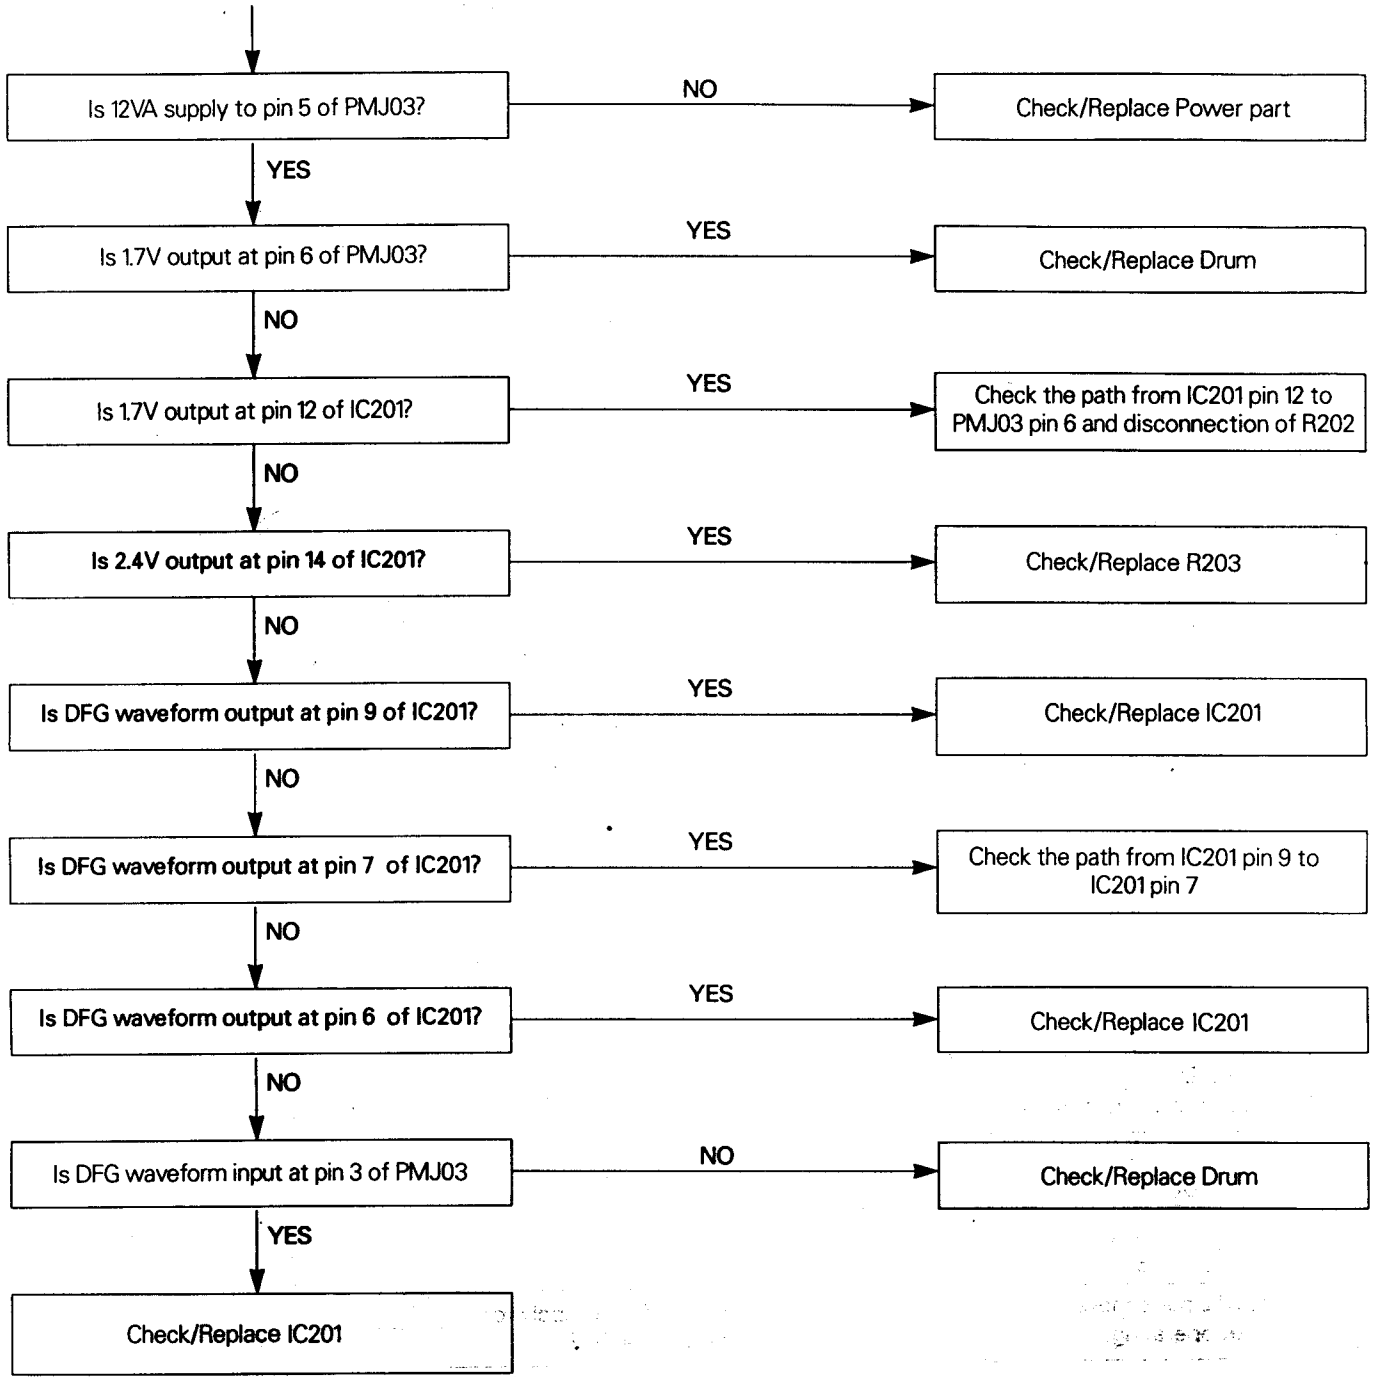 Is 12VA supply to pin 5 of PMJ03?
NO
Check/Replace Power part
YES
Is 1.7V output at pin 6 of PMJ03?
YES
Check/Replace Drum
NO
Is 1.7V output at pin 12 of IC201?
YES
Check the path from IC201 pin 12 to
PMJ03 pin 6 and disconnection of R202
NO
Is 2.4V output at pin 14 of IC201?
YES
Check/Replace R203
NO
Is DFG waveform output at pin 9 of IC201?
YES
Check/Replace IC201
NO
Is DFG waveform output at pin 7 of IC201?
YES
Check the path from IC201 pin 9 to
IC201 pin 7
NO
Is DFG waveform output at pin 6 of IC201?
YES
Check/Replace IC201
NO
Is DFG waveform input at pin 3 of PMJ03
NO
Check/Replace Drum
YES
Check/Replace IC201